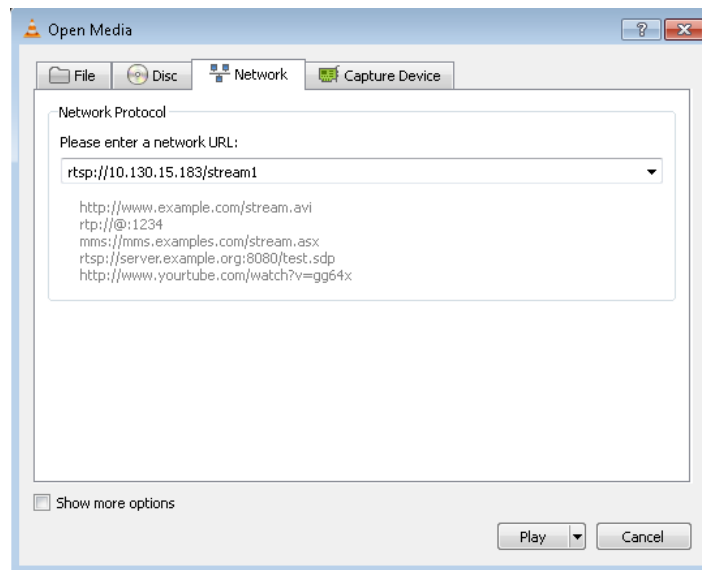 Open Media
File
Disc
Network
Capture Device
Network Protocol
Please enter a network URL:
rtsp://10.130.15.183/stream1
http://www.example.com/stream.avi
rtp://@:1234
mms://mms.examples.com/stream.asx
rtsp://server.example.org:8080/test.sdp
http://www.yourtube.com/watch?v=gg64x
Show more options
Play
Cancel